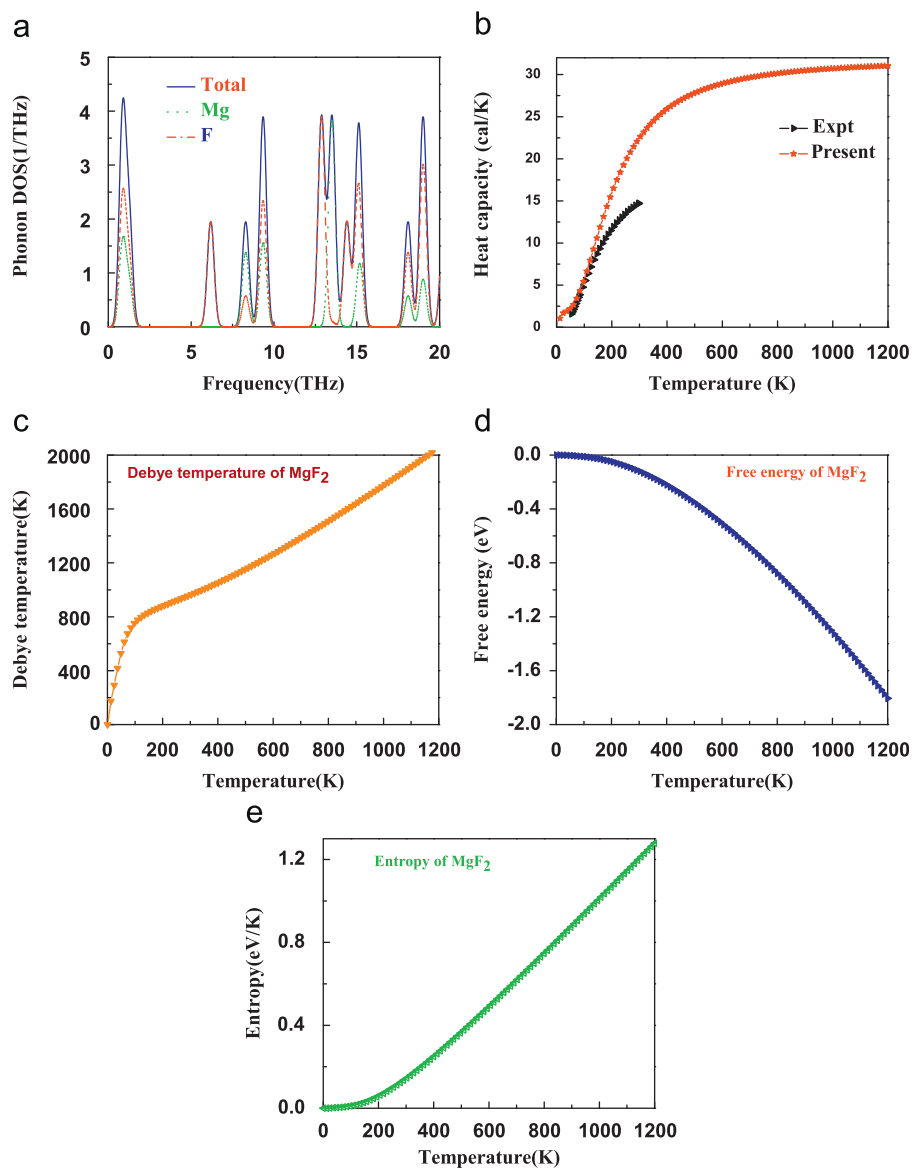 a
Phonon DOS(1/THz)
5
4
3
2
1
0
Total
Mg
F
0
5
10
15
20
Frequency(THz)
b
Heat capacity (cal/K)
30
25
20
15
10
5
0
Expt
Present
0 200 400 600 800 1000 1200
Temperature (K)
c
Debye temperature(K)
2000
1600
1200
800
400
0
Debye temperature of MgF2
0 200 400 600 800 1000 1200
Temperature(K)
d
Free energy (eV)
0.0
-0.4
-0.8
-1.2
-1.6
-2.0
Free energy of MgF2
0 200 400 600 800 1000 1200
Temperature(K)
e
Entropy(eV/K)
1.2
0.8
0.4
0.0
Entropy of MgF2
0 200 400 600 800 1000 1200
Temperature(K)